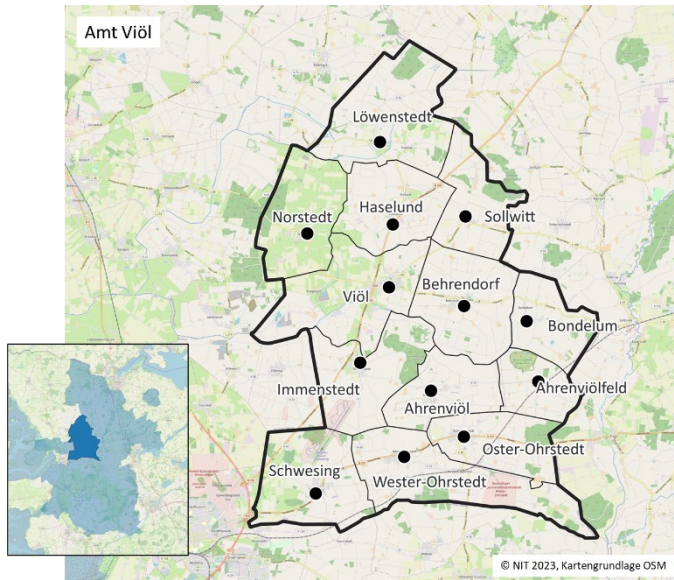 Amt Viöl
Löwenstedt
Haselund
Norstedt
Sollwitt
Viöl
Behrendorf
Bondelum
Immenstedt
Ahrenviöl
Ahrenviölfeld
Oster-Ohrstedt
Schwesing
Wester-Ohrstedt
© NIT 2023, Kartengrundlage OSM